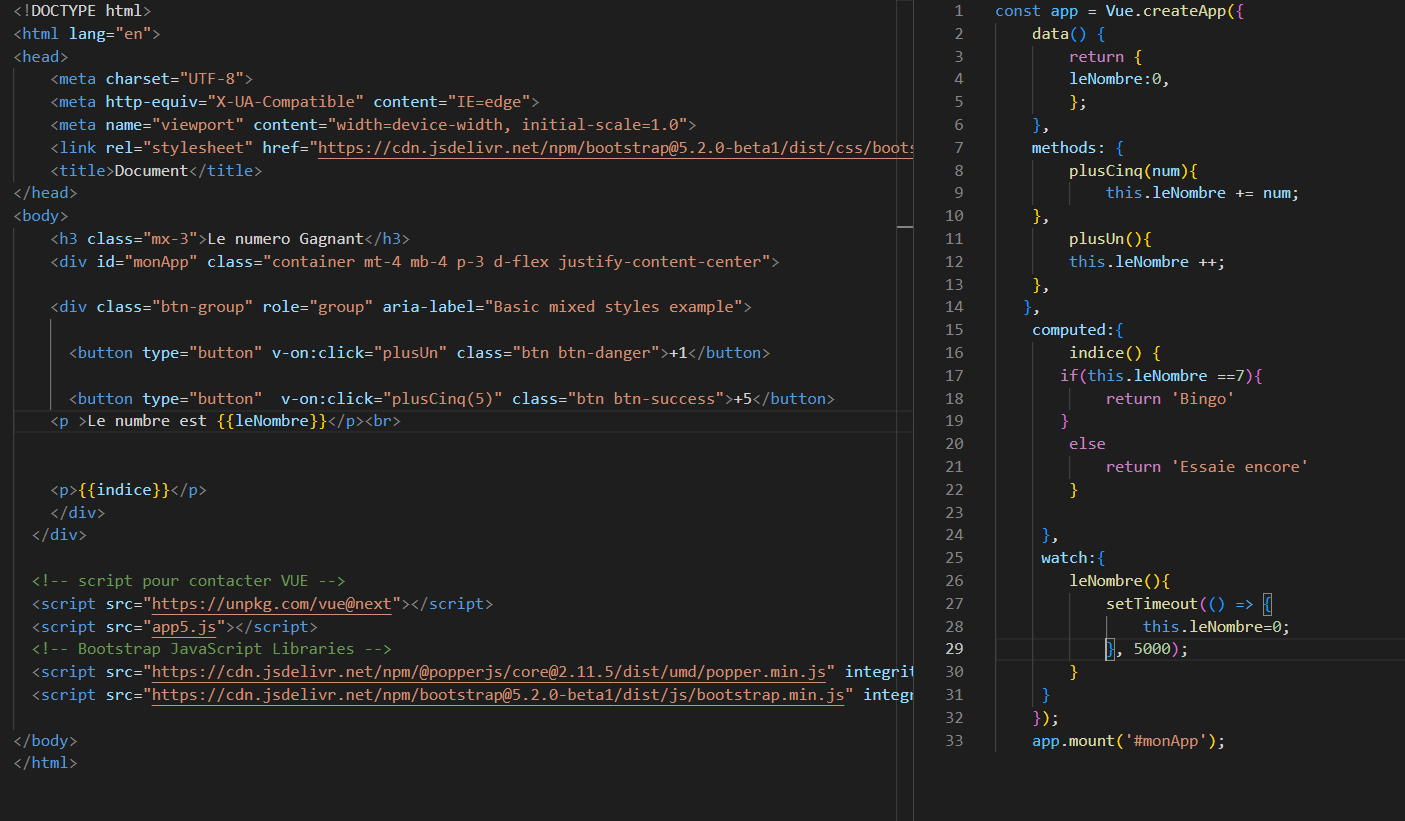 <!DOCTYPE html>
<html lang="en">
<head>
    <meta charset="UTF-8">
    <meta http-equiv="X-UA-Compatible" content="IE=edge">
    <meta name="viewport" content="width=device-width, initial-scale=1.0">
    <link rel="stylesheet" href="https://cdn.jsdelivr.net/npm/bootstrap@5.2.0-beta1/dist/css/boots
    <title>Document</title>
</head>
<body>
    <h3 class="mx-3">Le numero Gagnant</h3>
    <div id="monApp" class="container mt-4 mb-4 p-3 d-flex justify-content-center">
    <div class="btn-group" role="group" aria-label="Basic mixed styles example">
      <button type="button" v-on:click="plusUn" class="btn btn-danger">+1</button>
      <button type="button"  v-on:click="plusCinq(5)" class="btn btn-success">+5</button>
    <p >Le numbre est {{leNombre}}</p><br>
    <p>{{indice}}</p>
    </div>
  </div>
  <!-- script pour contacter VUE -->
  <script src="https://unpkg.com/vue@next"></script>
  <script src="app5.js"></script>
  <!-- Bootstrap JavaScript Libraries -->
  <script src="https://cdn.jsdelivr.net/npm/@popperjs/core@2.11.5/dist/umd/popper.min.js" integrit
  <script src="https://cdn.jsdelivr.net/npm/bootstrap@5.2.0-beta1/dist/js/bootstrap.min.js" integr
</body>
</html>
1 const app = Vue.createApp({
2     data() {
3         return {
4         leNombre:0,
5         };
6     },
7     methods: {
8         plusCinq(num){
9             this.leNombre += num;
10     },
11         plusUn(){
12         this.leNombre ++;
13     },
14    },
15     computed:{
16         indice() {
17        if(this.leNombre ==7){
18             return 'Bingo'
19        }
20         else
21             return 'Essaie encore'
22         }
23
24      },
25      watch:{
26         leNombre(){
27             setTimeout(() => {
28                 this.leNombre=0;
29             }, 5000);
30         }
31      }
32     });
33     app.mount('#monApp');